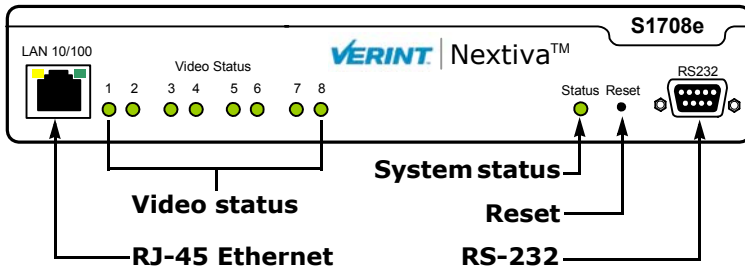 S1708e
LAN 10/100
VERINT. Nextiva™
Video Status
RS232
1 2 3 4 5 6 7 8
Status Reset
System status
Video status
Reset
RJ-45 Ethernet
RS-232